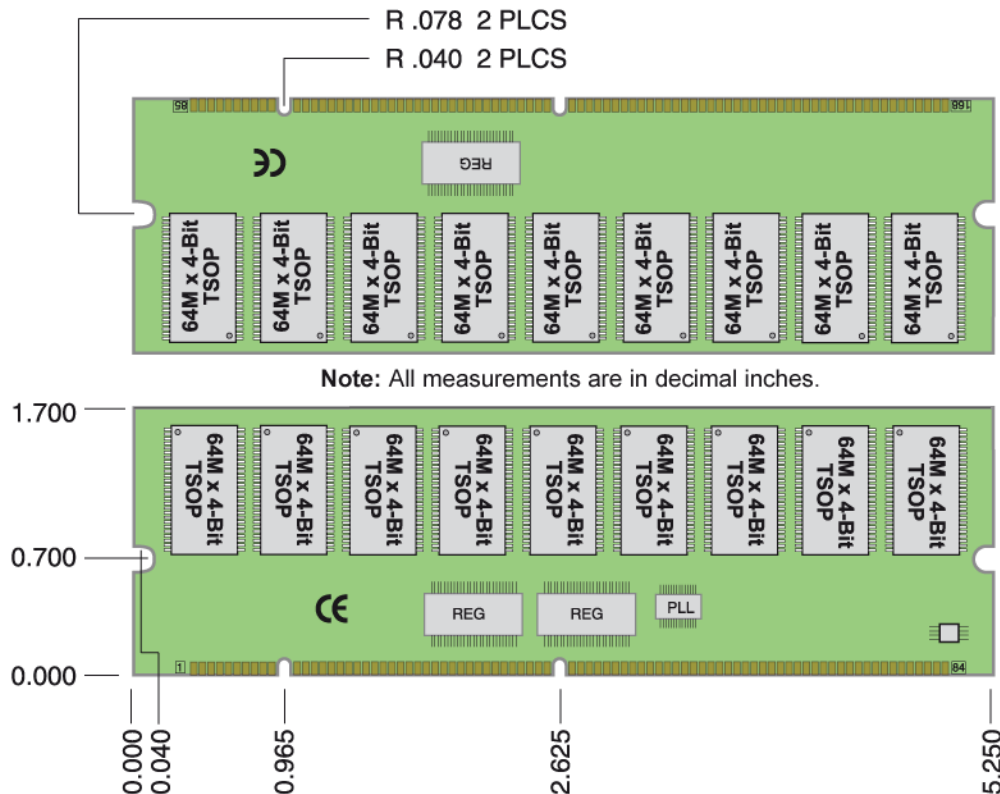 R .078 2 PLCS
R .040 2 PLCS
85
168
CE
REG
64M x 4-Bit
TSOP
64M x 4-Bit
TSOP
64M x 4-Bit
TSOP
64M x 4-Bit
TSOP
64M x 4-Bit
TSOP
64M x 4-Bit
TSOP
64M x 4-Bit
TSOP
64M x 4-Bit
TSOP
64M x 4-Bit
TSOP
Note: All measurements are in decimal inches.
1.700
64M x 4-Bit
TSOP
64M x 4-Bit
TSOP
64M x 4-Bit
TSOP
64M x 4-Bit
TSOP
64M x 4-Bit
TSOP
64M x 4-Bit
TSOP
64M x 4-Bit
TSOP
64M x 4-Bit
TSOP
64M x 4-Bit
TSOP
0.700
CE
REG
REG
PLL
0.000
1
84
0.000
0.040
0.965
2.625
5.250